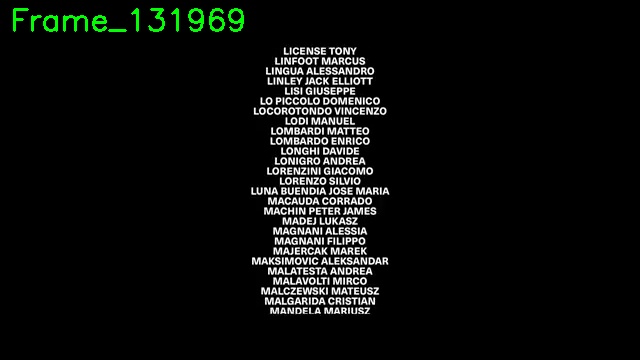 Frame_131969
LICENSE TONY
LINFOOT MARCUS
LINGUA ALESSANDRO
LINLEY JACK ELLIOTT
LISI GIUSEPPE
LO PICCOLO DOMENICO
LOCOROTONDO VINCENZO
LODI MANUEL
LOMBARDI MATTEO
LOMBARDO ENRICO
LONGHI DAVIDE
LONIGRO ANDREA
LORENZINI GIACOMO
LORENZO SILVIO
LUNA BUENDIA JOSE MARIA
MACAUDA CORRADO
MACHIN PETER JAMES
MADEJ LUKASZ
MAGNANI ALESSIA
MAGNANI FILIPPO
MAJERCAK MAREK
MAKSIMOVIC ALEKSANDAR
MALATESTA ANDREA
MALAVOLTI MIRCO
MALCZEWSKI MATEUSZ
MALGARIDA CRISTIAN
MANDELA MARIUSZ